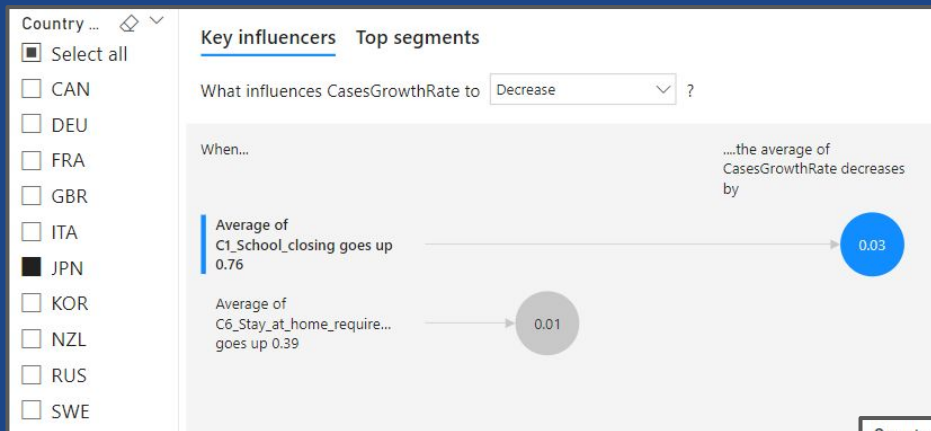 Country ...
Select all
CAN
DEU
FRA
GBR
ITA
JPN
KOR
NZL
RUS
SWE
Key influencers Top segments
What influences CasesGrowthRate to Decrease ?
When...
....the average of
CasesGrowthRate decreases
by
Average of
C1_School_closing goes up
0.76
0.03
Average of
C6_Stay_at_home_require...
goes up 0.39
0.01